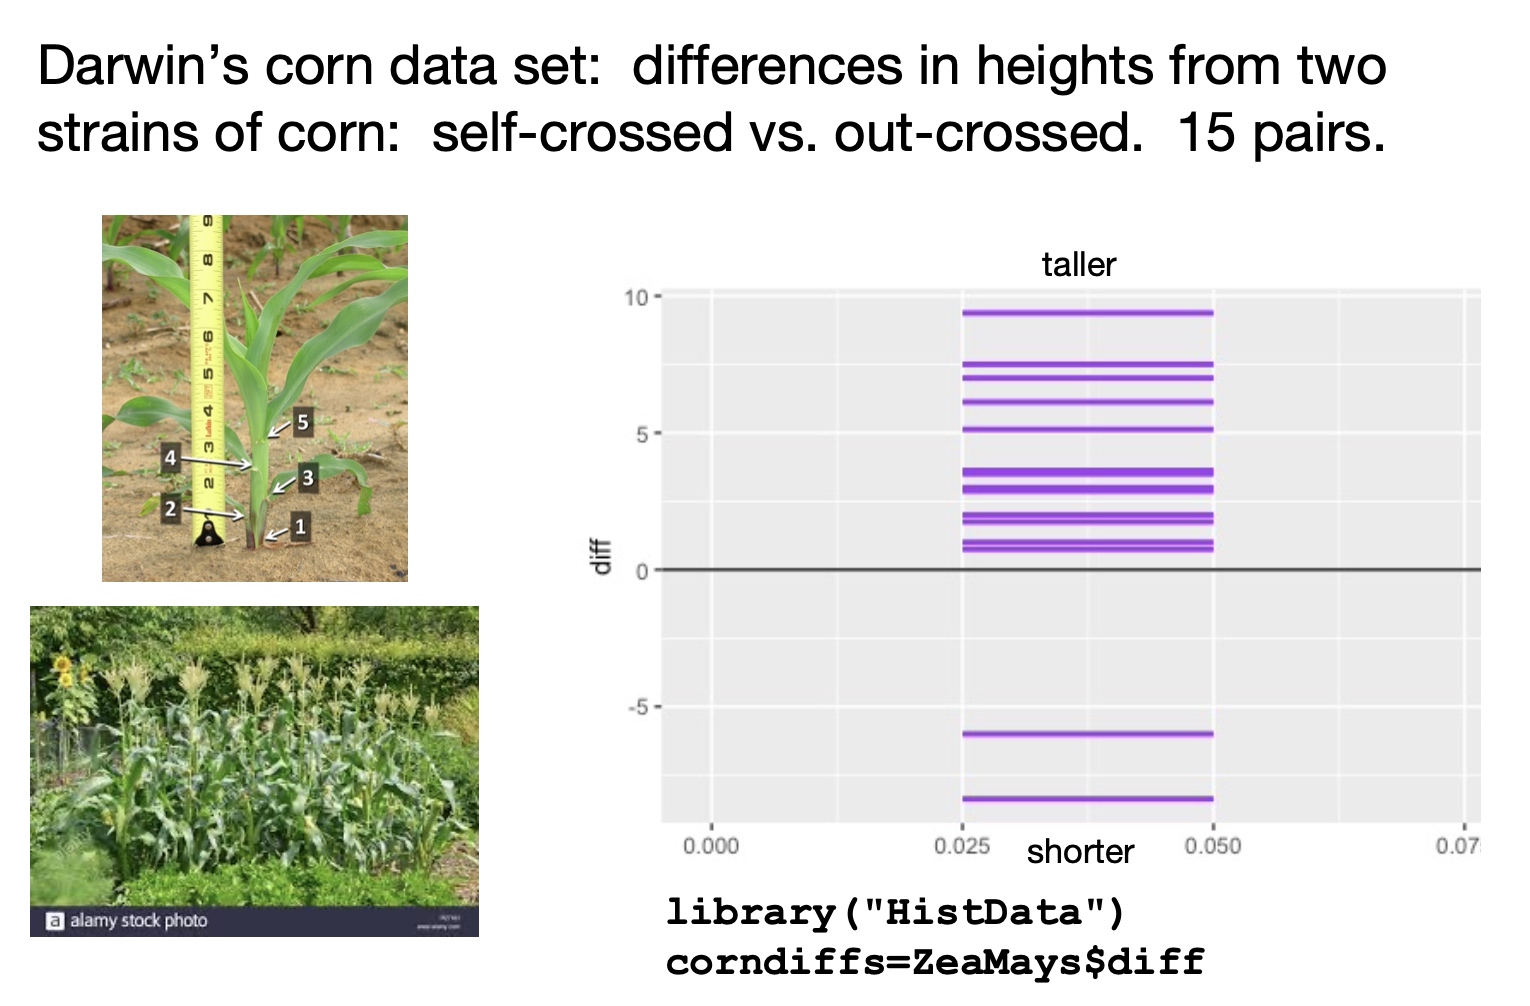 Darwin’s corn data set:  differences in heights from two
strains of corn:  self-crossed vs. out-crossed.  15 pairs.
9
8
7
6
5
4
3
2
5
4
3
2
1
a alamy stock photo
taller
10
5
0
-5
diff
0.000
0.025
0.050
shorter
library("HistData")
corndiffs=ZeaMays$diff